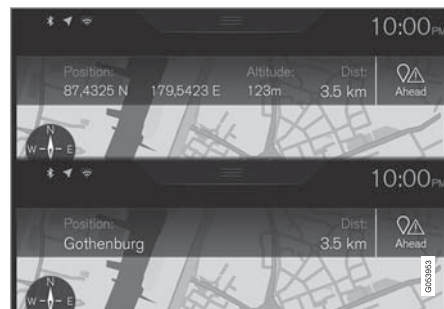 10:00PM
Position: Altitude: Dist:
87,4325 N 179,5423 E 123m 3.5 km Ahead
N
W E
10:00PM
Position: Dist:
Gothenburg 3.5 km Ahead
N
W E
G053953